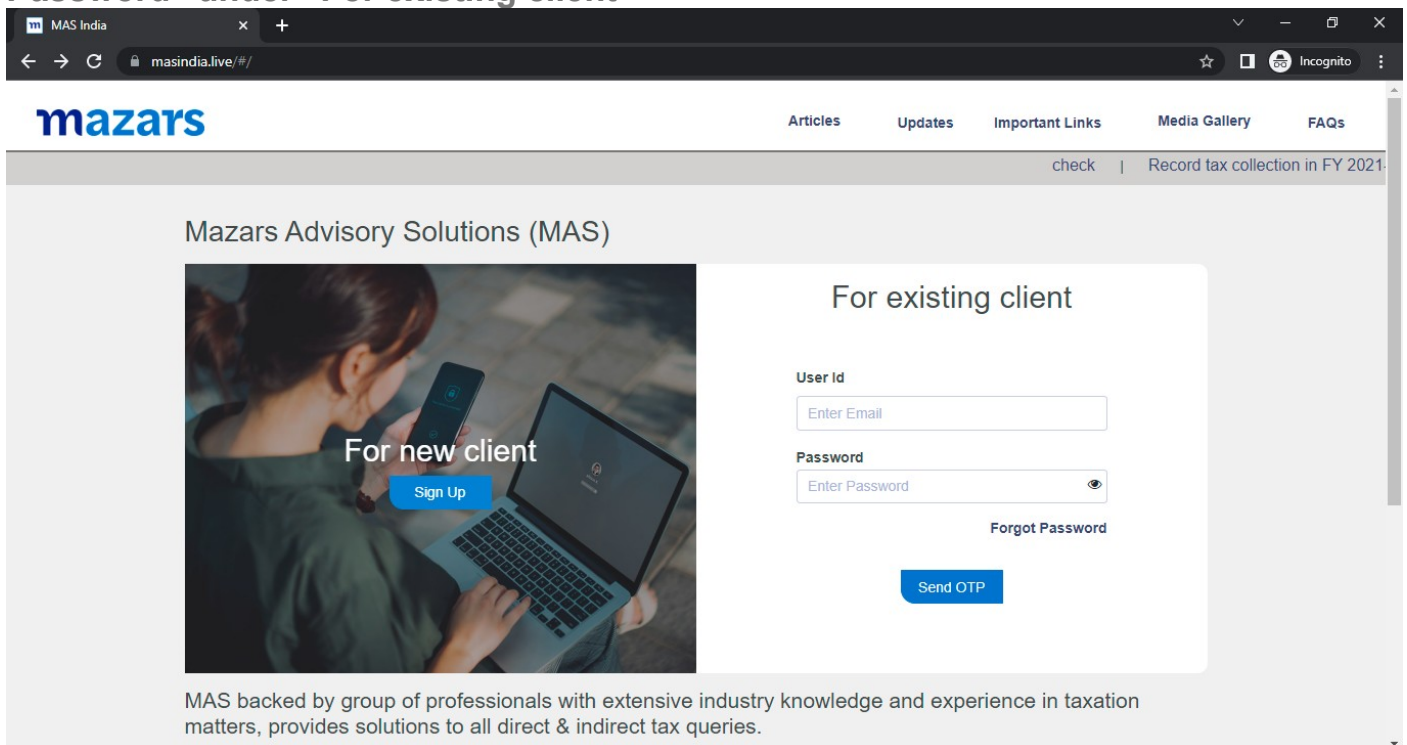 Password" under "For existing client"
MAS India
masindia.live/#/
Incognito
mazars
Articles Updates Important Links Media Gallery FAQs
check | Record tax collection in FY 2021-
Mazars Advisory Solutions (MAS)
For new client
Sign Up
For existing client
User Id
Enter Email
Password
Enter Password
Forgot Password
Send OTP
MAS backed by group of professionals with extensive industry knowledge and experience in taxation
matters, provides solutions to all direct & indirect tax queries.